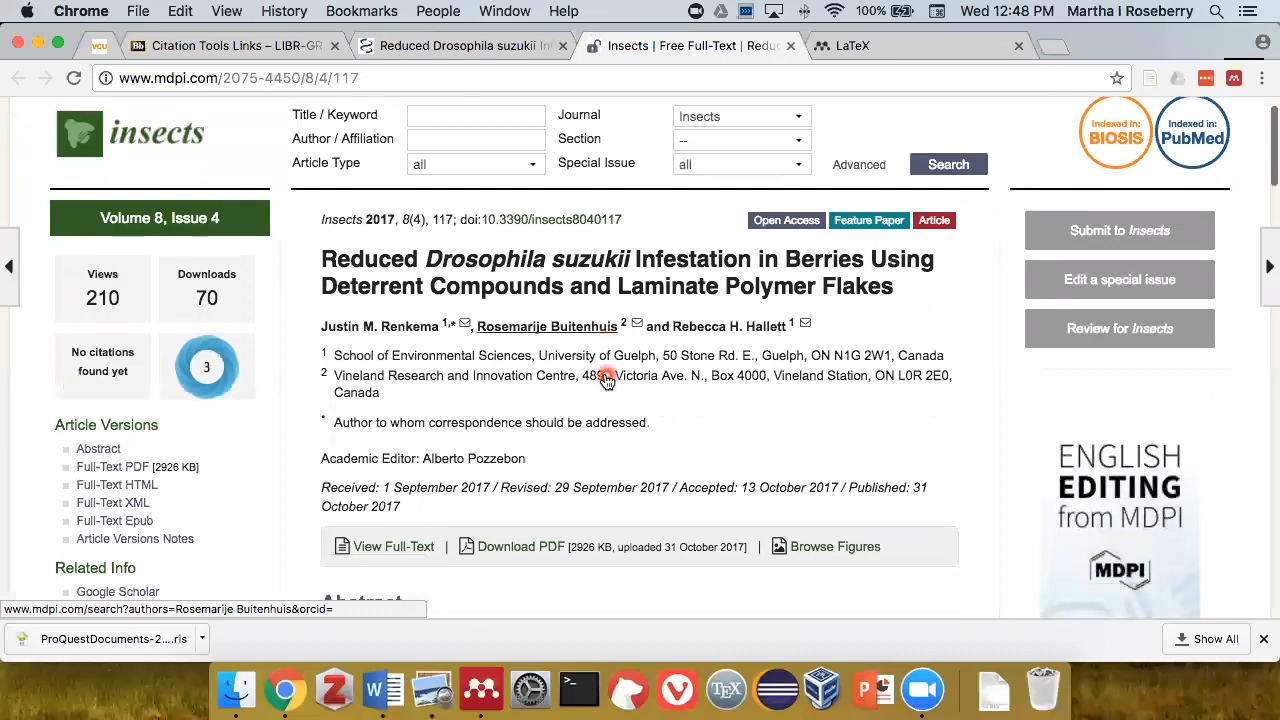 Chrome File Edit View History Bookmarks People Window Help 100% Wed 12:48 PM Martha I Roseberry
VCU Citation Tools Links – LIBR-GR Reduced Drosophila suzukii Inf Insects | Free Full-Text | Reduc LaTeX
www.mdpi.com/2075-4450/8/4/117
insects
Title / Keyword Journal Insects
Author / Affiliation Section --
Article Type all Special Issue all Advanced Search
Indexed in: BIOSIS
Indexed in: PubMed
Volume 8, Issue 4
Views
210
Downloads
70
No citations
found yet
3
Article Versions
Abstract
Full-Text PDF [2926 KB]
Full-Text HTML
Full-Text XML
Full-Text Epub
Article Versions Notes
Related Info
Google Scholar
Insects 2017, 8(4), 117; doi:10.3390/insects8040117
Open Access Feature Paper Article
Reduced Drosophila suzukii Infestation in Berries Using
Deterrent Compounds and Laminate Polymer Flakes
Justin M. Renkema 1,* , Rosemarije Buitenhuis 2 and Rebecca H. Hallett 1
1 School of Environmental Sciences, University of Guelph, 50 Stone Rd. E., Guelph, ON N1G 2W1, Canada
2 Vineland Research and Innovation Centre, Victoria Ave. N., Box 4000, Vineland Station, ON L0R 2E0,
Canada
* Author to whom correspondence should be addressed.
Academic Editor: Alberto Pozzebon
Received: 1 September 2017 / Revised: 29 September 2017 / Accepted: 13 October 2017 / Published: 31
October 2017
View Full-Text | Download PDF [2926 KB, uploaded 31 October 2017] | Browse Figures
Abstract
Submit to Insects
Edit a special issue
Review for Insects
ENGLISH
EDITING
from MDPI
MDPI
www.mdpi.com/search?authors=Rosemarije Buitenhuis&orcid=
ProQuestDocuments-2....ris
Show All